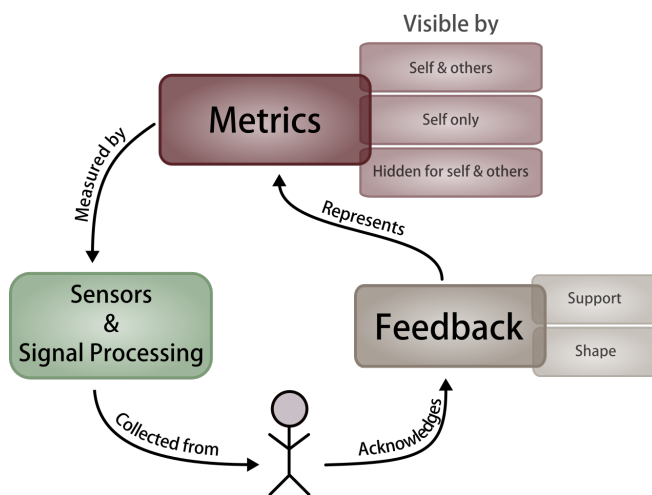 Visible by
Self & others
Metrics
Self only
Hidden for self & others
Measured by
Represents
Sensors
&
Signal Processing
Feedback
Support
Shape
Collected from
Acknowledges